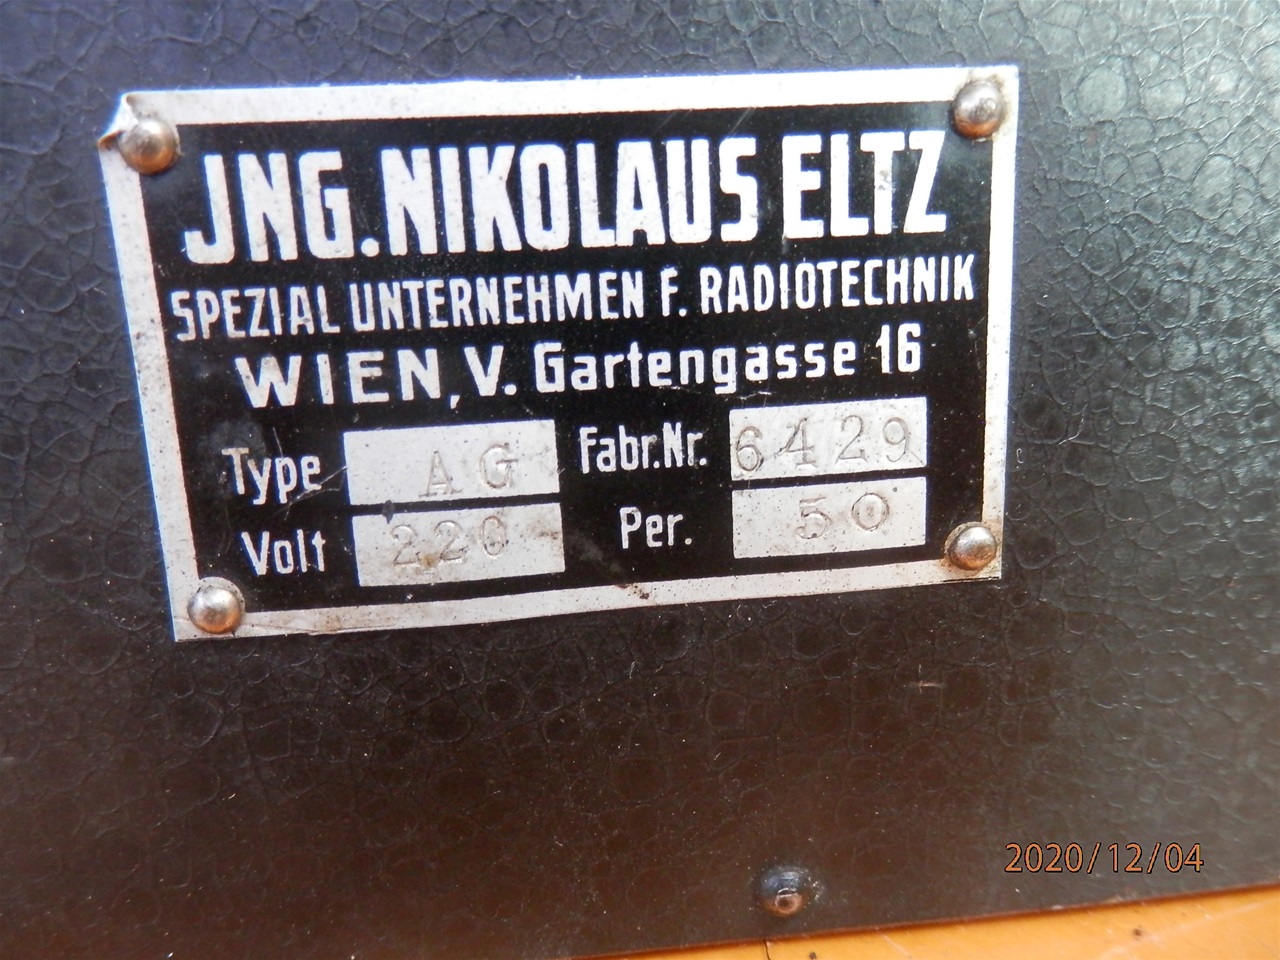 JNG. NIKOLAUS ELTZ
SPEZIAL UNTERNEHMEN F. RADIOTECHNIK
WIEN, V. Gartengasse 16
Type AG Fabr.Nr. 6429
Volt 220 Per. 50
2020/12/04